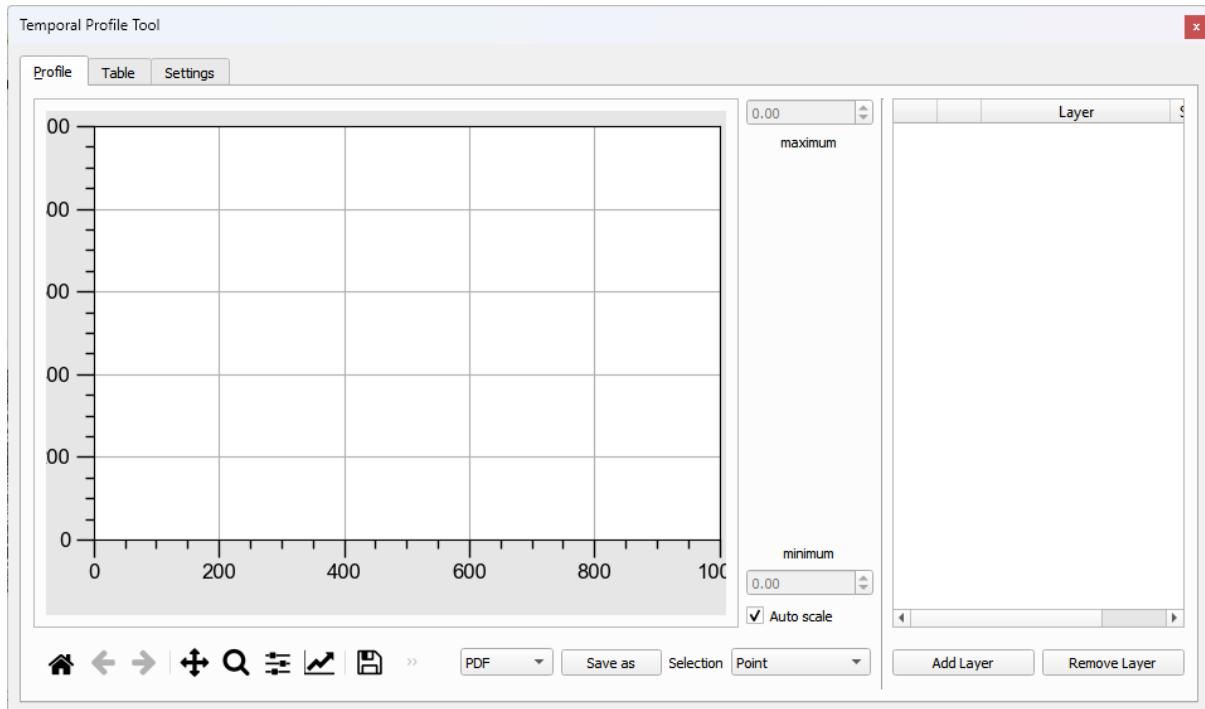 Temporal Profile Tool
x
Profile Table Settings
00
00
00
00
00
0
0 200 400 600 800 100
0.00
maximum
minimum
0.00
Auto scale
Layer S
PDF Save as Selection Point
Add Layer Remove Layer